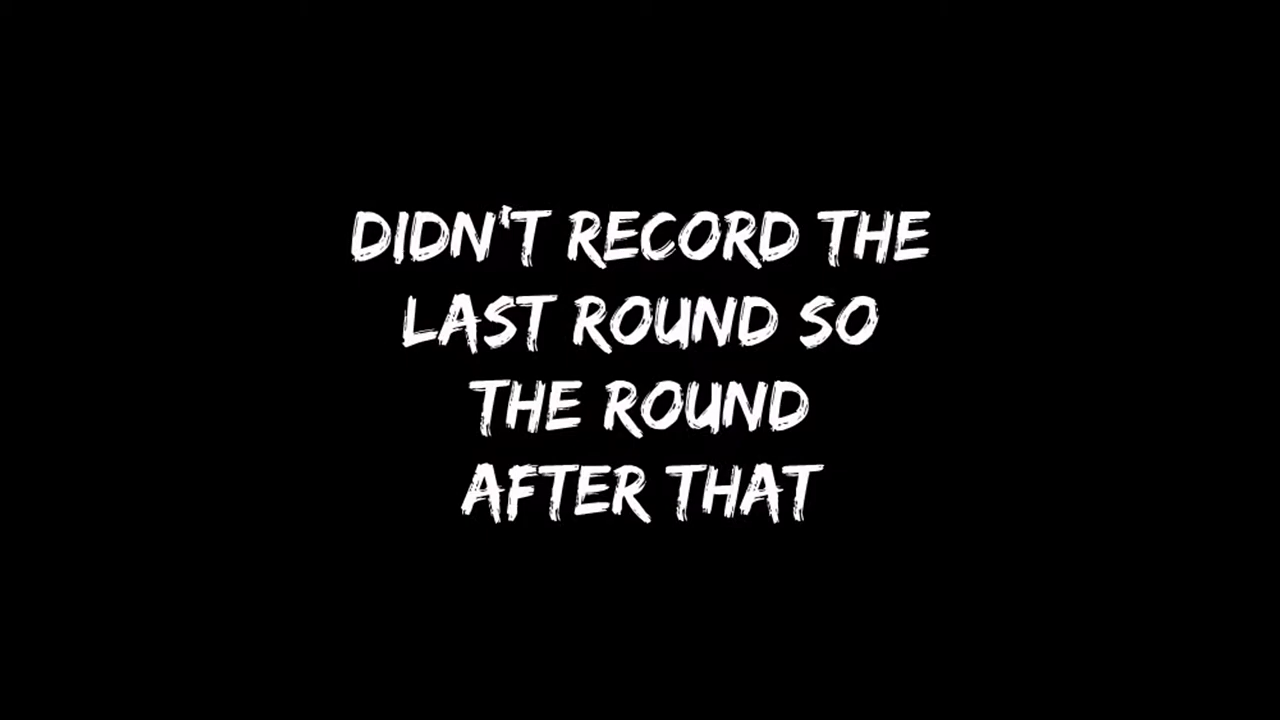 DIDN'T RECORD THE
LAST ROUND SO
THE ROUND
AFTER THAT